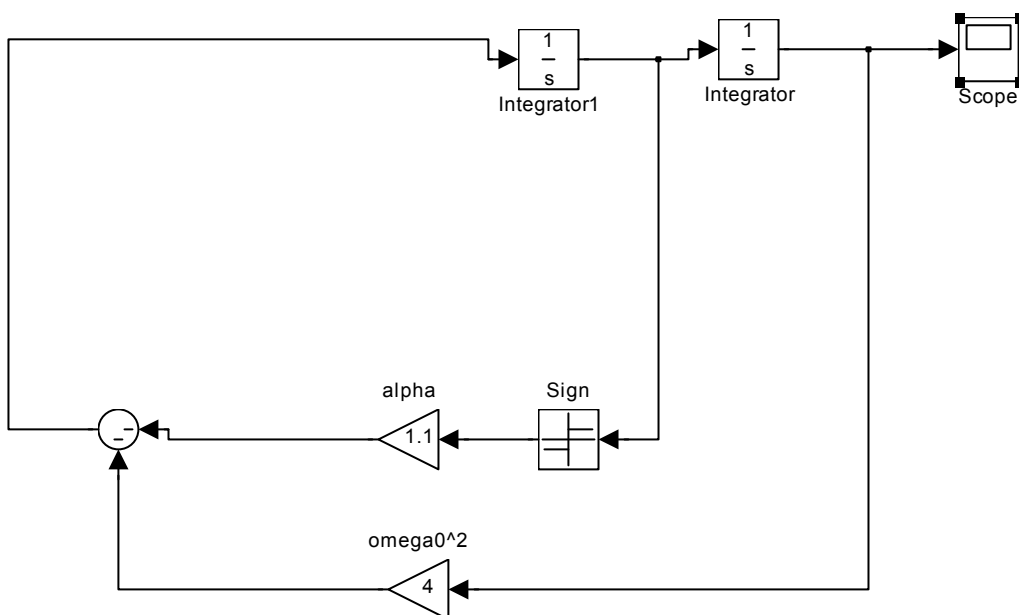 1
s
Integrator1
1
s
Integrator
Scope
alpha
1.1
Sign
omega0^2
4